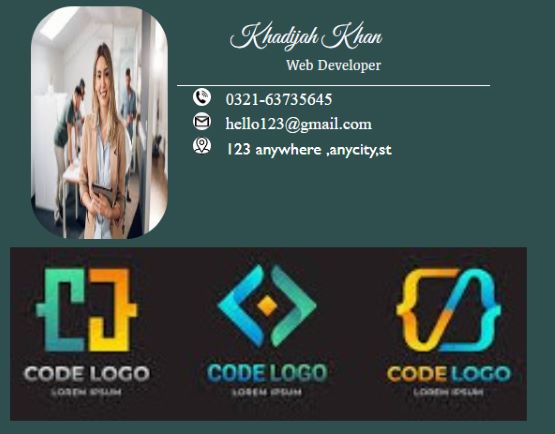 Khadijah Khan
Web Developer
0321-63735645
hello123@gmail.com
123 anywhere ,anycity,st
CODE LOGO
LOREM IPSUM
CODE LOGO
LOREM IPSUM
CODE LOGO
LOREM IPSUM